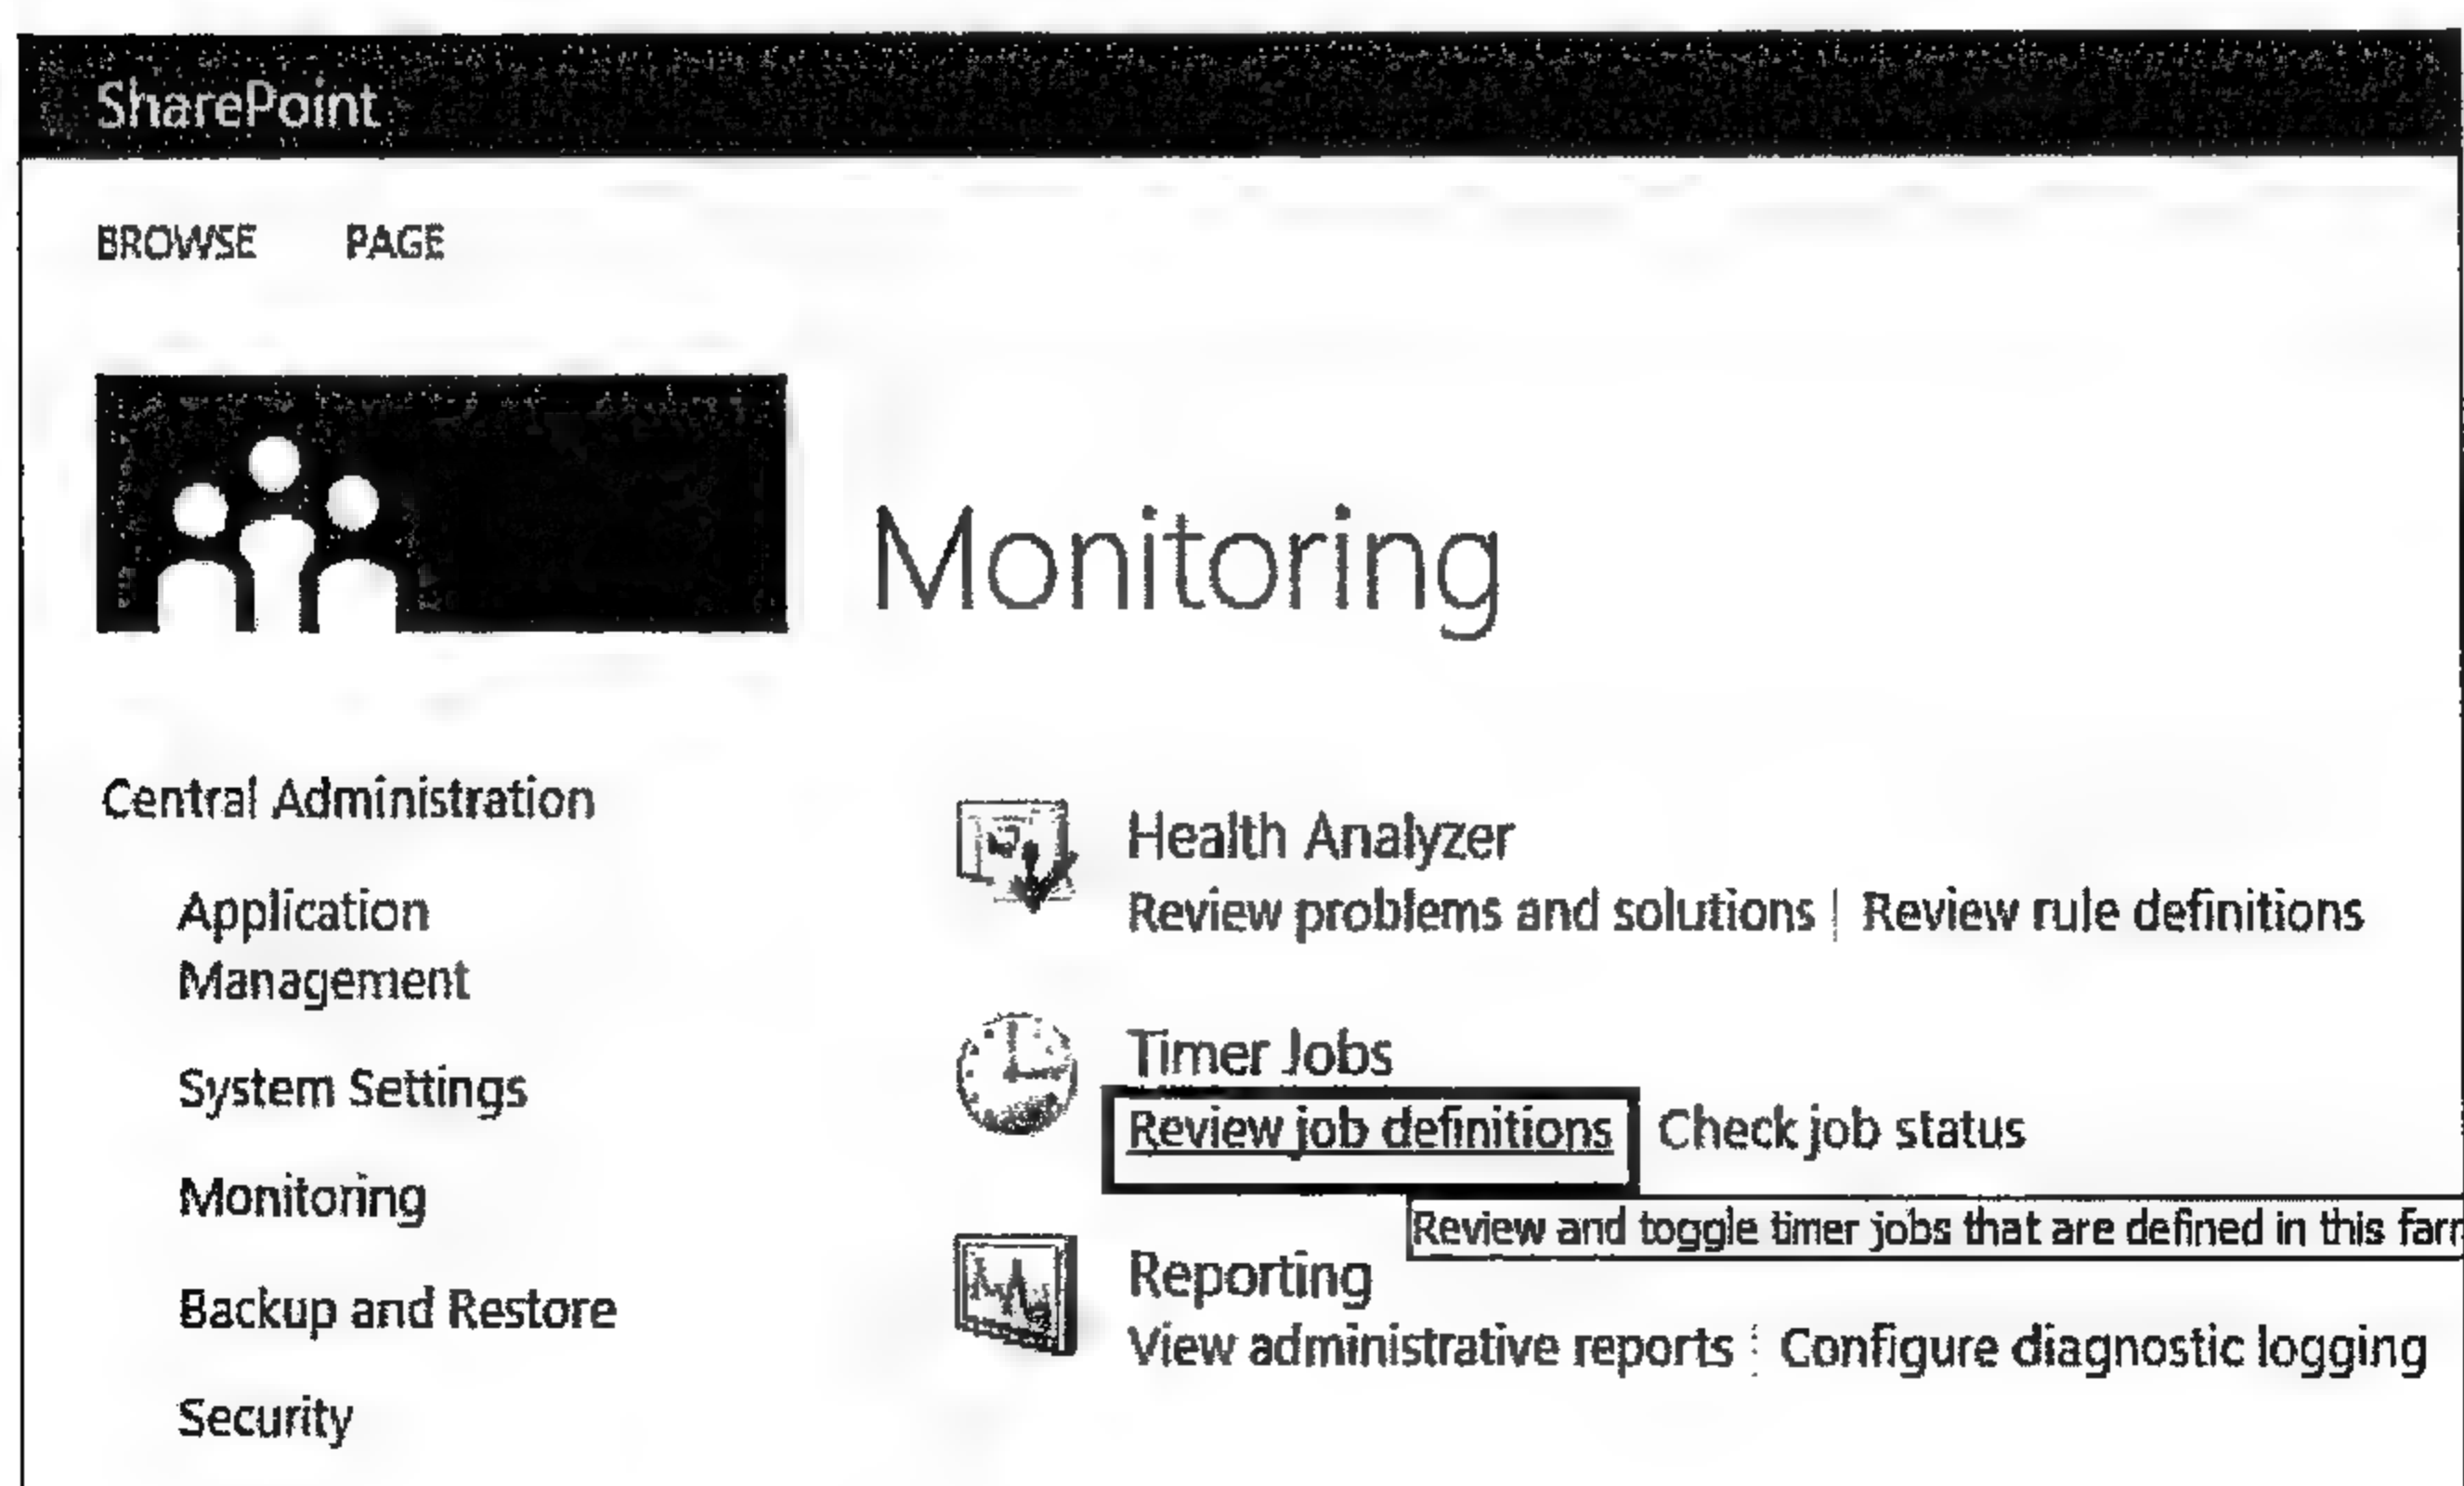 SharePoint
BROWSE PAGE
Monitoring
Central Administration
Application
Management
System Settings
Monitoring
Backup and Restore
Security
Health Analyzer
Review problems and solutions | Review rule definitions
Timer Jobs
Review job definitions Check job status
Review and toggle timer jobs that are defined in this
Reporting
View administrative reports | Configure diagnostic logging